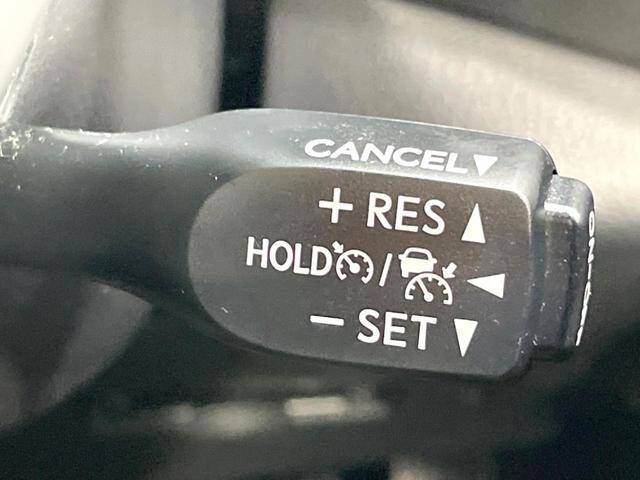 CANCEL▼
+ RES ▲
HOLD / ◀
- SET ▼